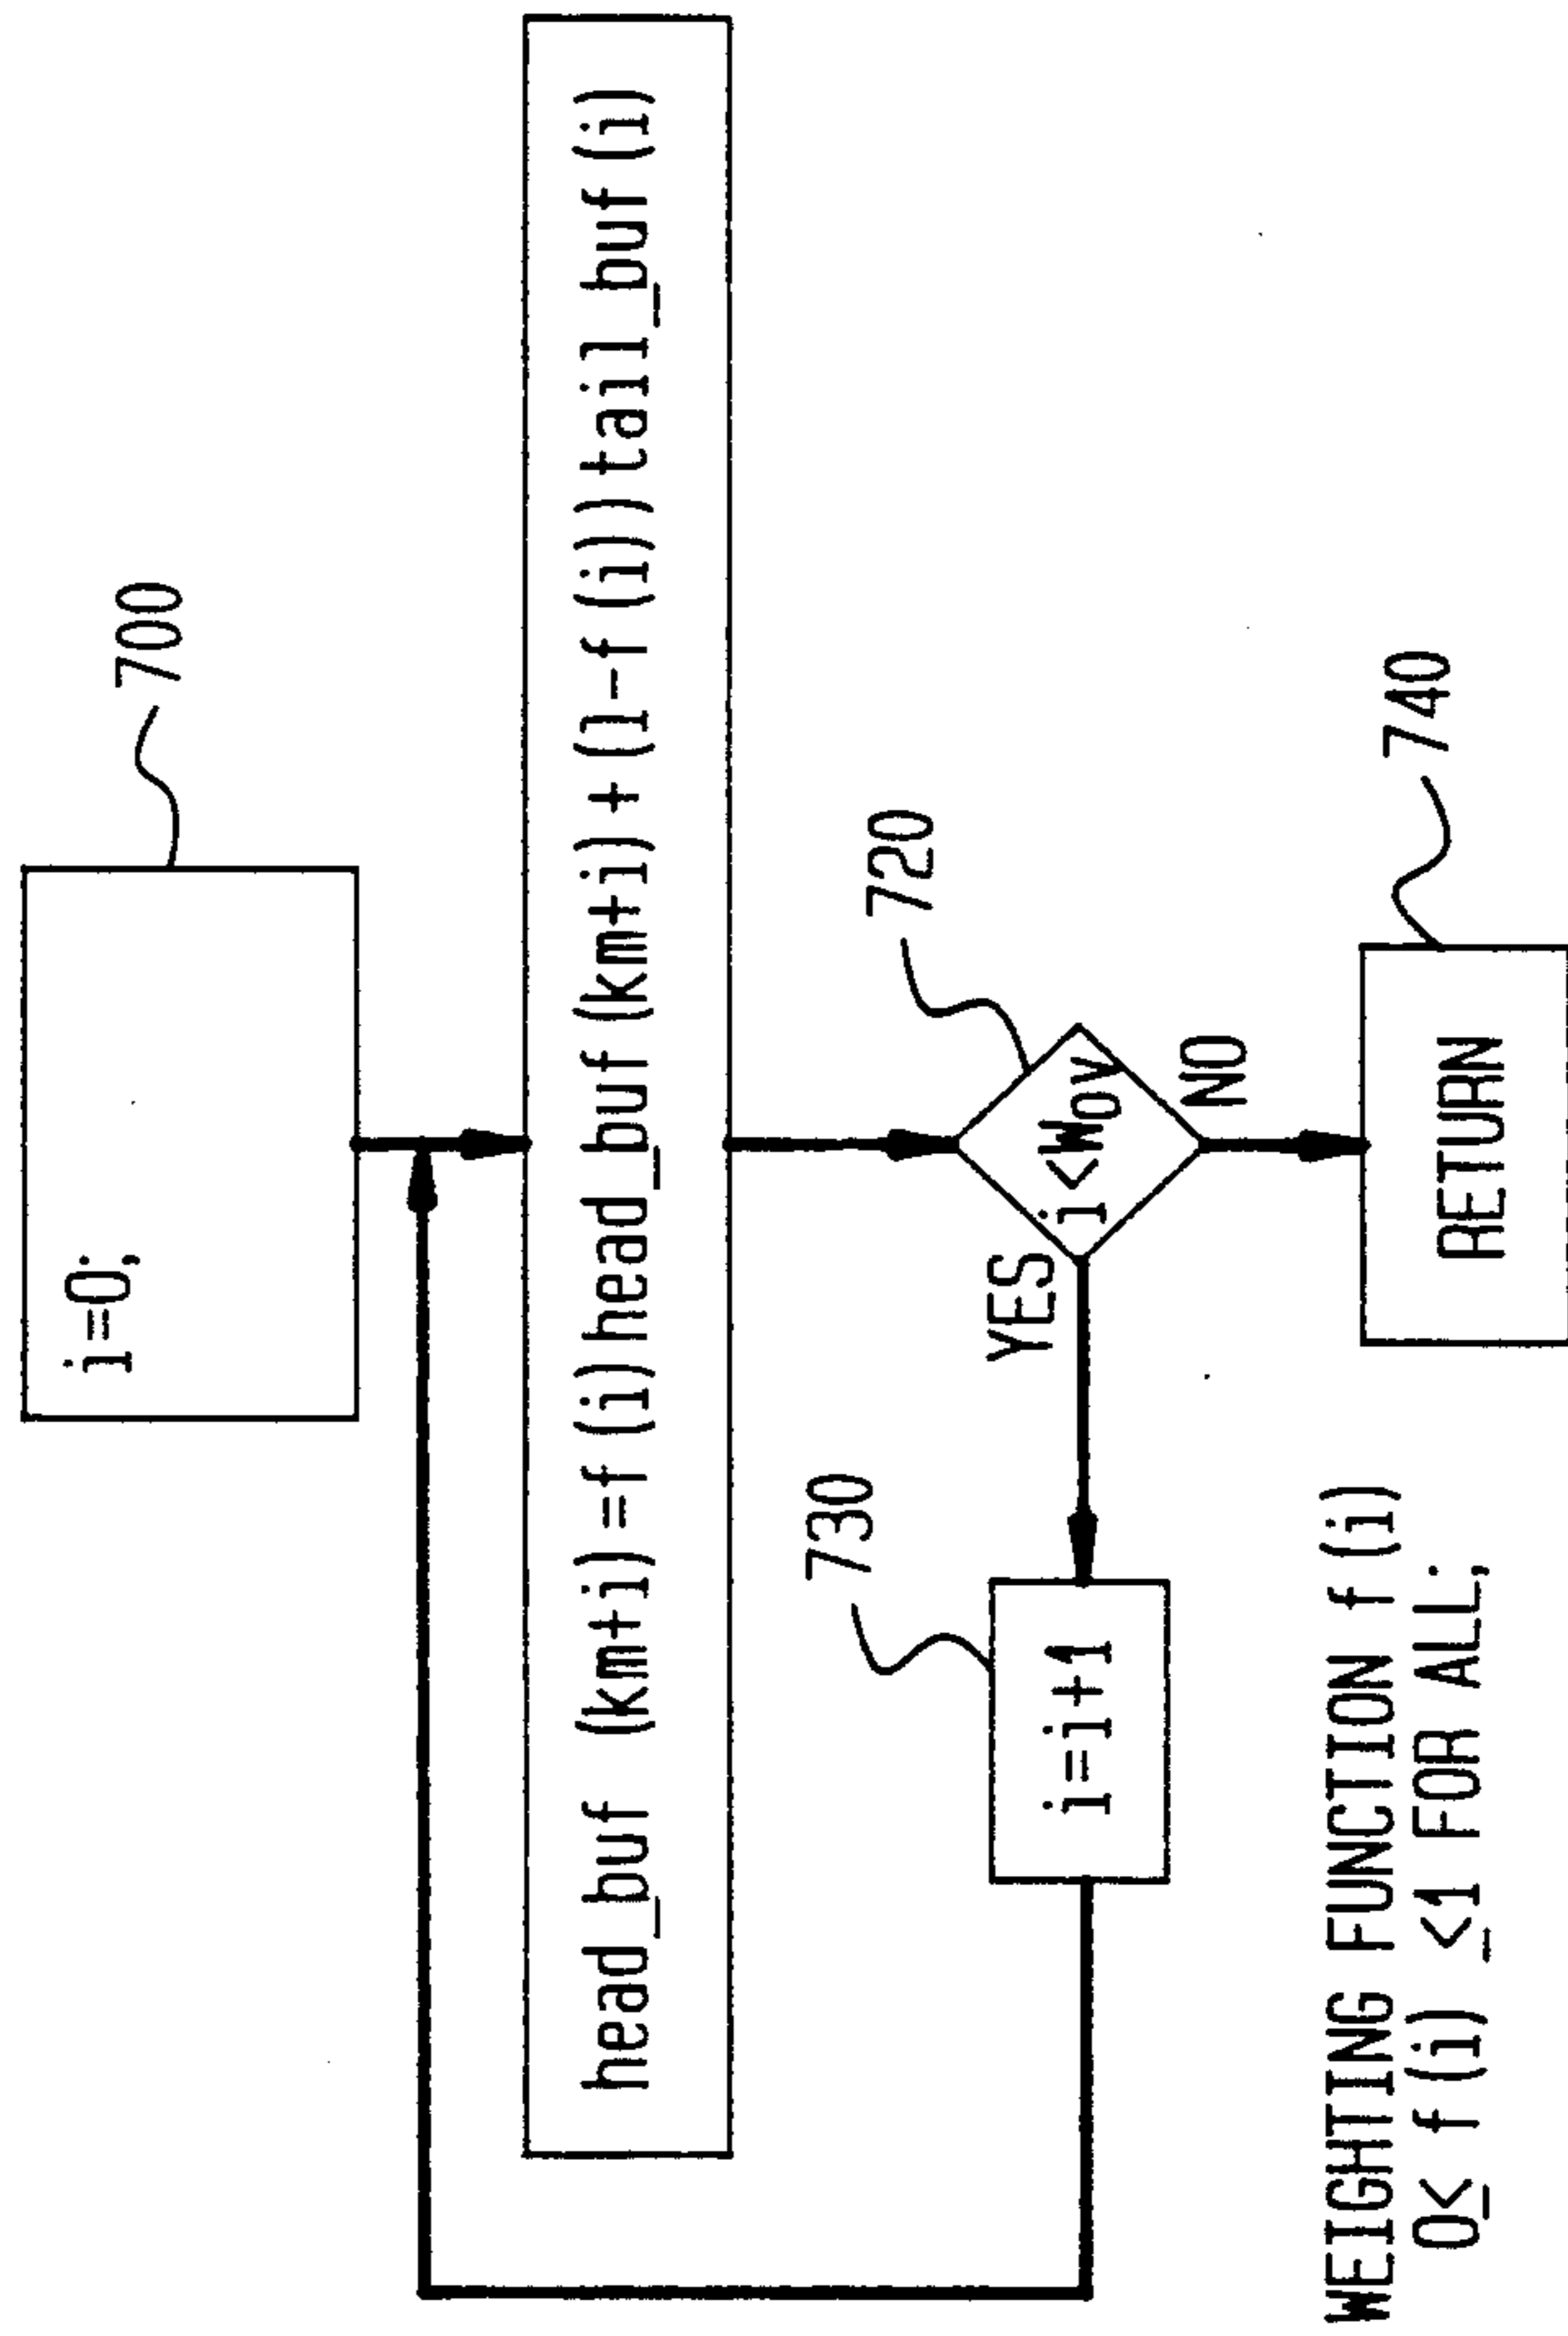 700
i=0;
head_buf (km+i)=f(i)head_buf(km+i)+(1-f(i))tail_buf(i)
720
i<Wov
YES
NO
730
i=i+1
740
RETURN
WEIGHTING FUNCTION f(i)
0≤ f(i) ≤1 FOR ALL;